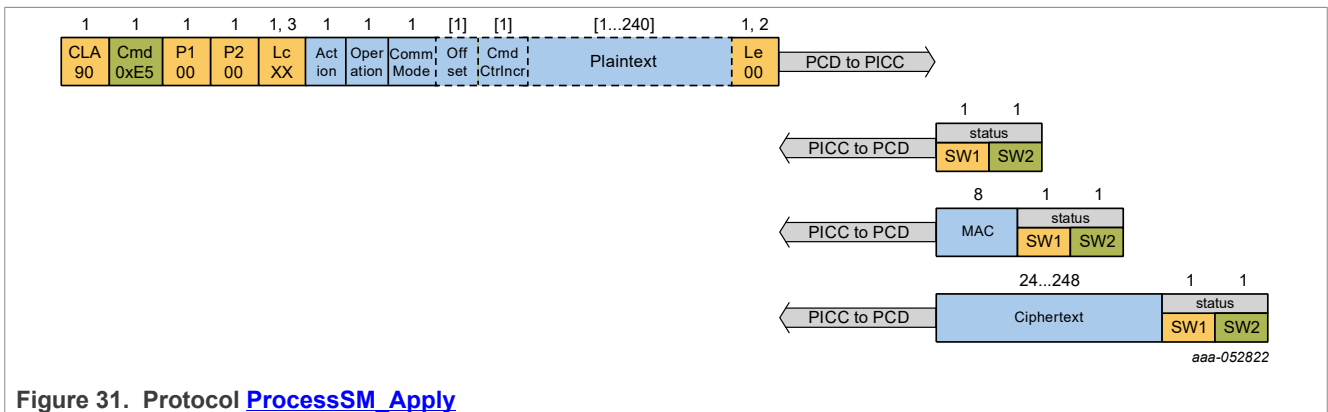 1 1 1 1 1, 3 1 1 1 [1] [1] [1...240] 1, 2
CLA Cmd P1 P2 Lc Act Oper Comm Off Cmd Plaintext Le PCD to PICC
90 0xE5 00 00 XX ion ation Mode set CtrIncr 00
1 1
status
PICC to PCD SW1 SW2
8 1 1
status
PICC to PCD MAC SW1 SW2
24...248 1 1
status
PICC to PCD Ciphertext SW1 SW2
aaa-052822
Figure 31. Protocol ProcessSM_Apply